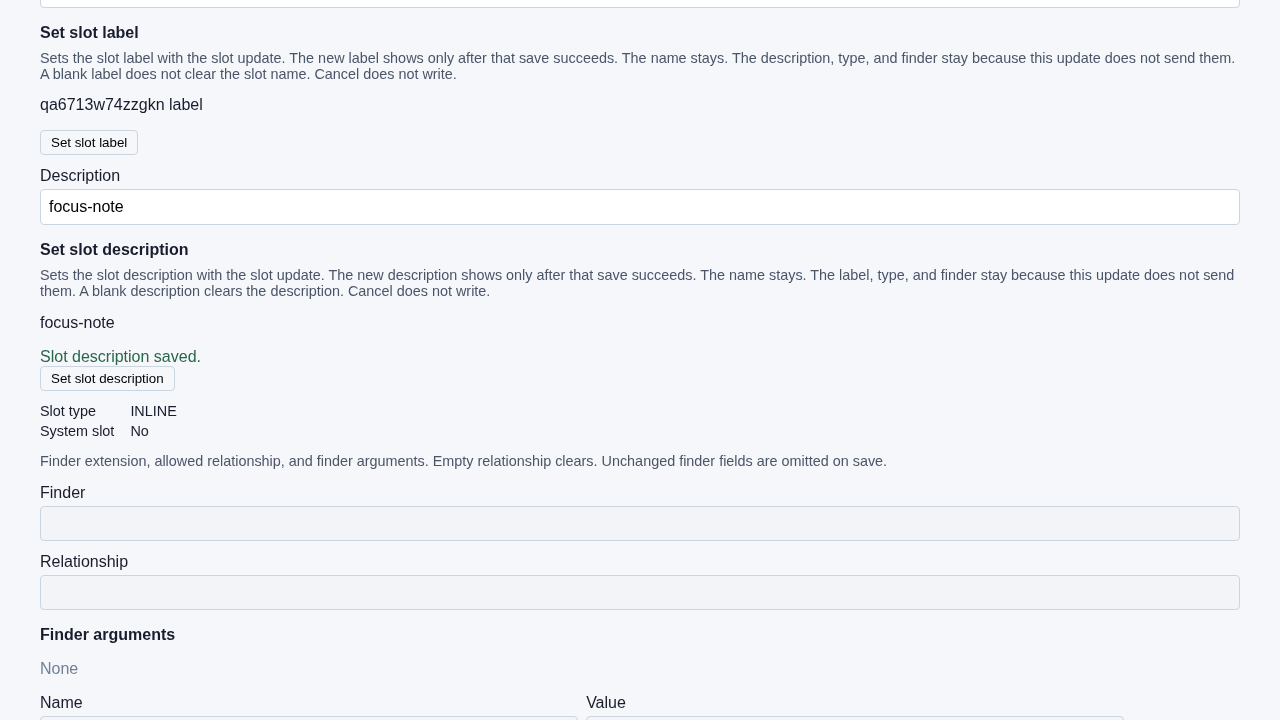 Set slot label
Sets the slot label with the slot update. The new label shows only after that save succeeds. The name stays. The description, type, and finder stay because this update does not send them.
A blank label does not clear the slot name. Cancel does not write.
qa6713w74zzgkn label
Set slot label
Description
focus-note
Set slot description
Sets the slot description with the slot update. The new description shows only after that save succeeds. The name stays. The label, type, and finder stay because this update does not send
them. A blank description clears the description. Cancel does not write.
focus-note
Slot description saved.
Set slot description
Slot type INLINE
System slot No
Finder extension, allowed relationship, and finder arguments. Empty relationship clears. Unchanged finder fields are omitted on save.
Finder
Relationship
Finder arguments
None
Name Value